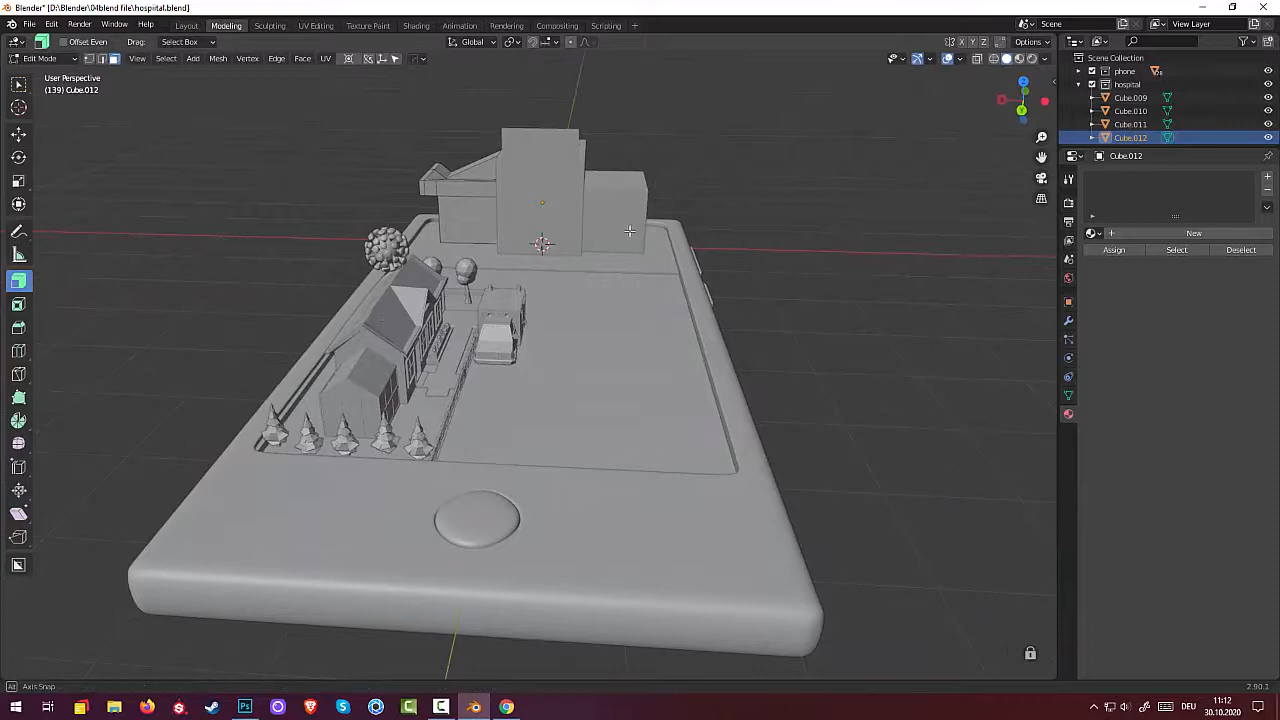 Blender* [D:\Blender\04blend file\hospiital.blend]
File Edit Render Window Help Layout Modeling Sculpting UV Editing Texture Paint Shading Animation Rendering Compositing Scripting + Scene View Layer
Offset Even Drag: Select Box Global X Y Z Options
Edit Mode View Select Add Mesh Vertex Edge Face UV
User Perspective
(139) Cube.012
Scene Collection
phone
hospital
Cube.009
Cube.010
Cube.011
Cube.012
Cube.012
New
Assign Select Deselect
Z
Y
Alt Axis Snap 2.90.1
DEU 11:12
30.10.2020